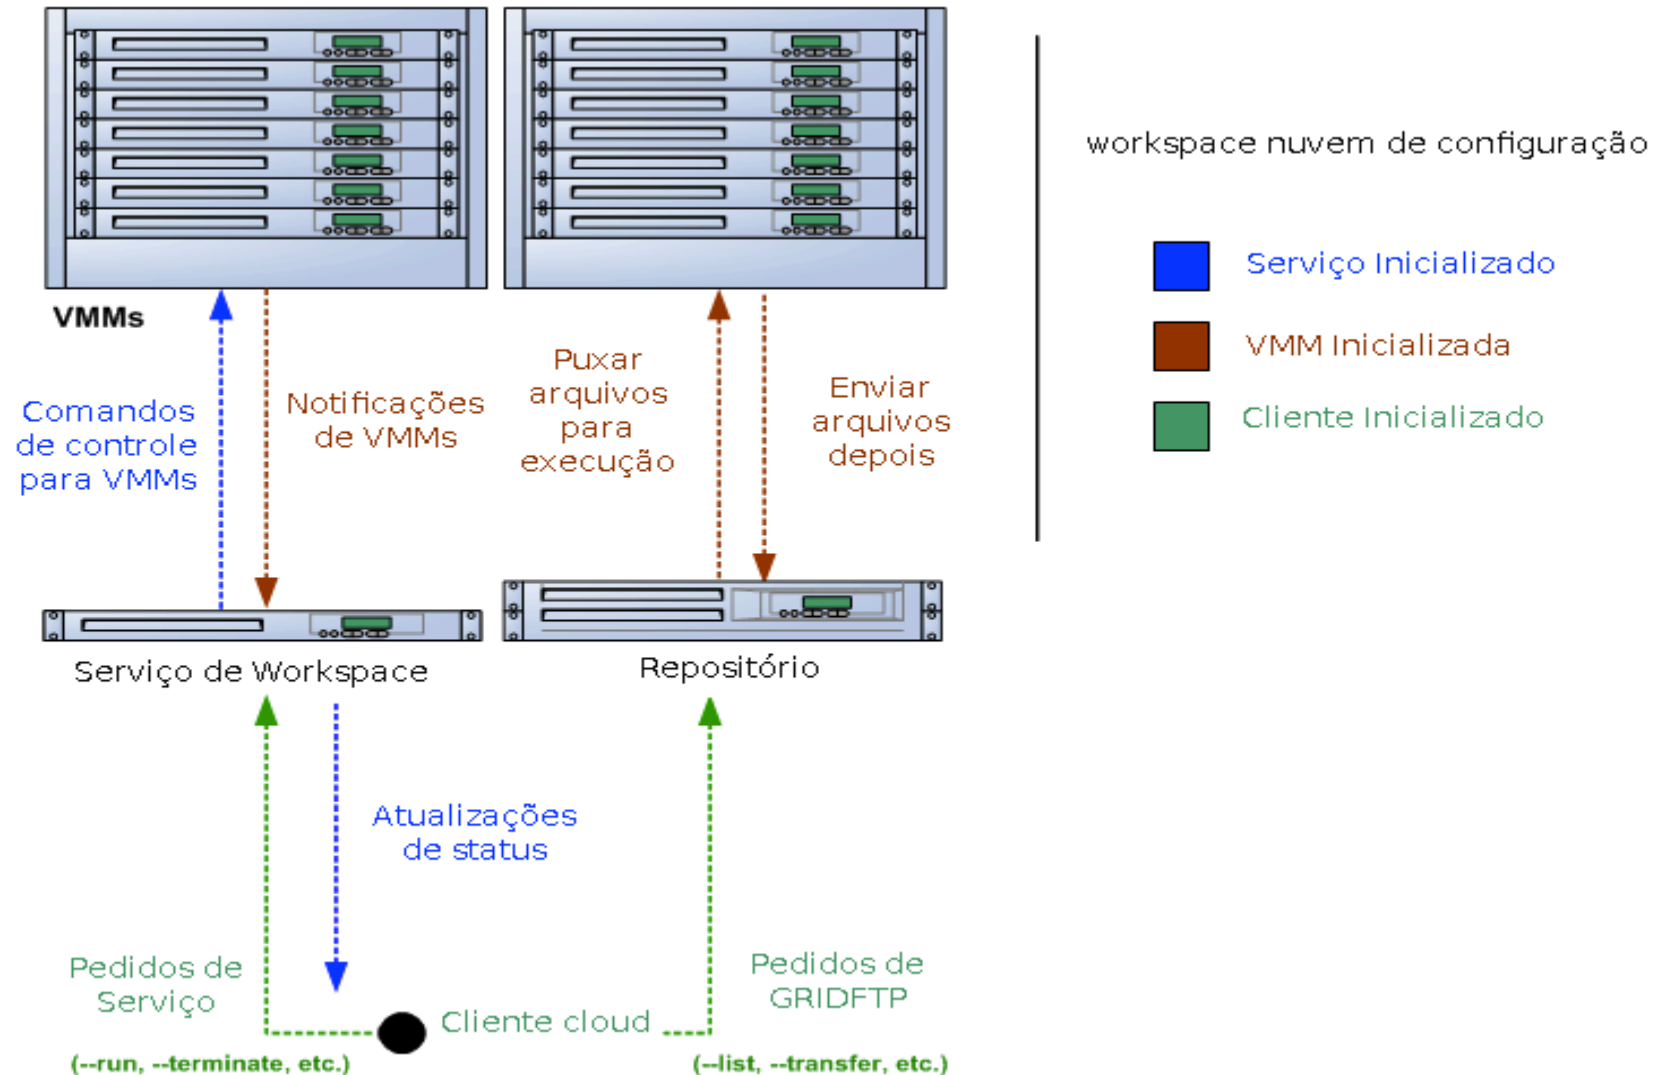 VMMs
Comandos
de controle
para VMMs
Notificações
de VMMs
Puxar
arquivos
para
execução
Enviar
arquivos
depois
workspace nuvem de configuração
Serviço Inicializado
VMM Inicializada
Cliente Inicializado
Serviço de Workspace
Repositório
Atualizações
de status
Pedidos de
Serviço
Cliente cloud
Pedidos de
GRIDFTP
(--run, --terminate, etc.)
(--list, --transfer, etc.)